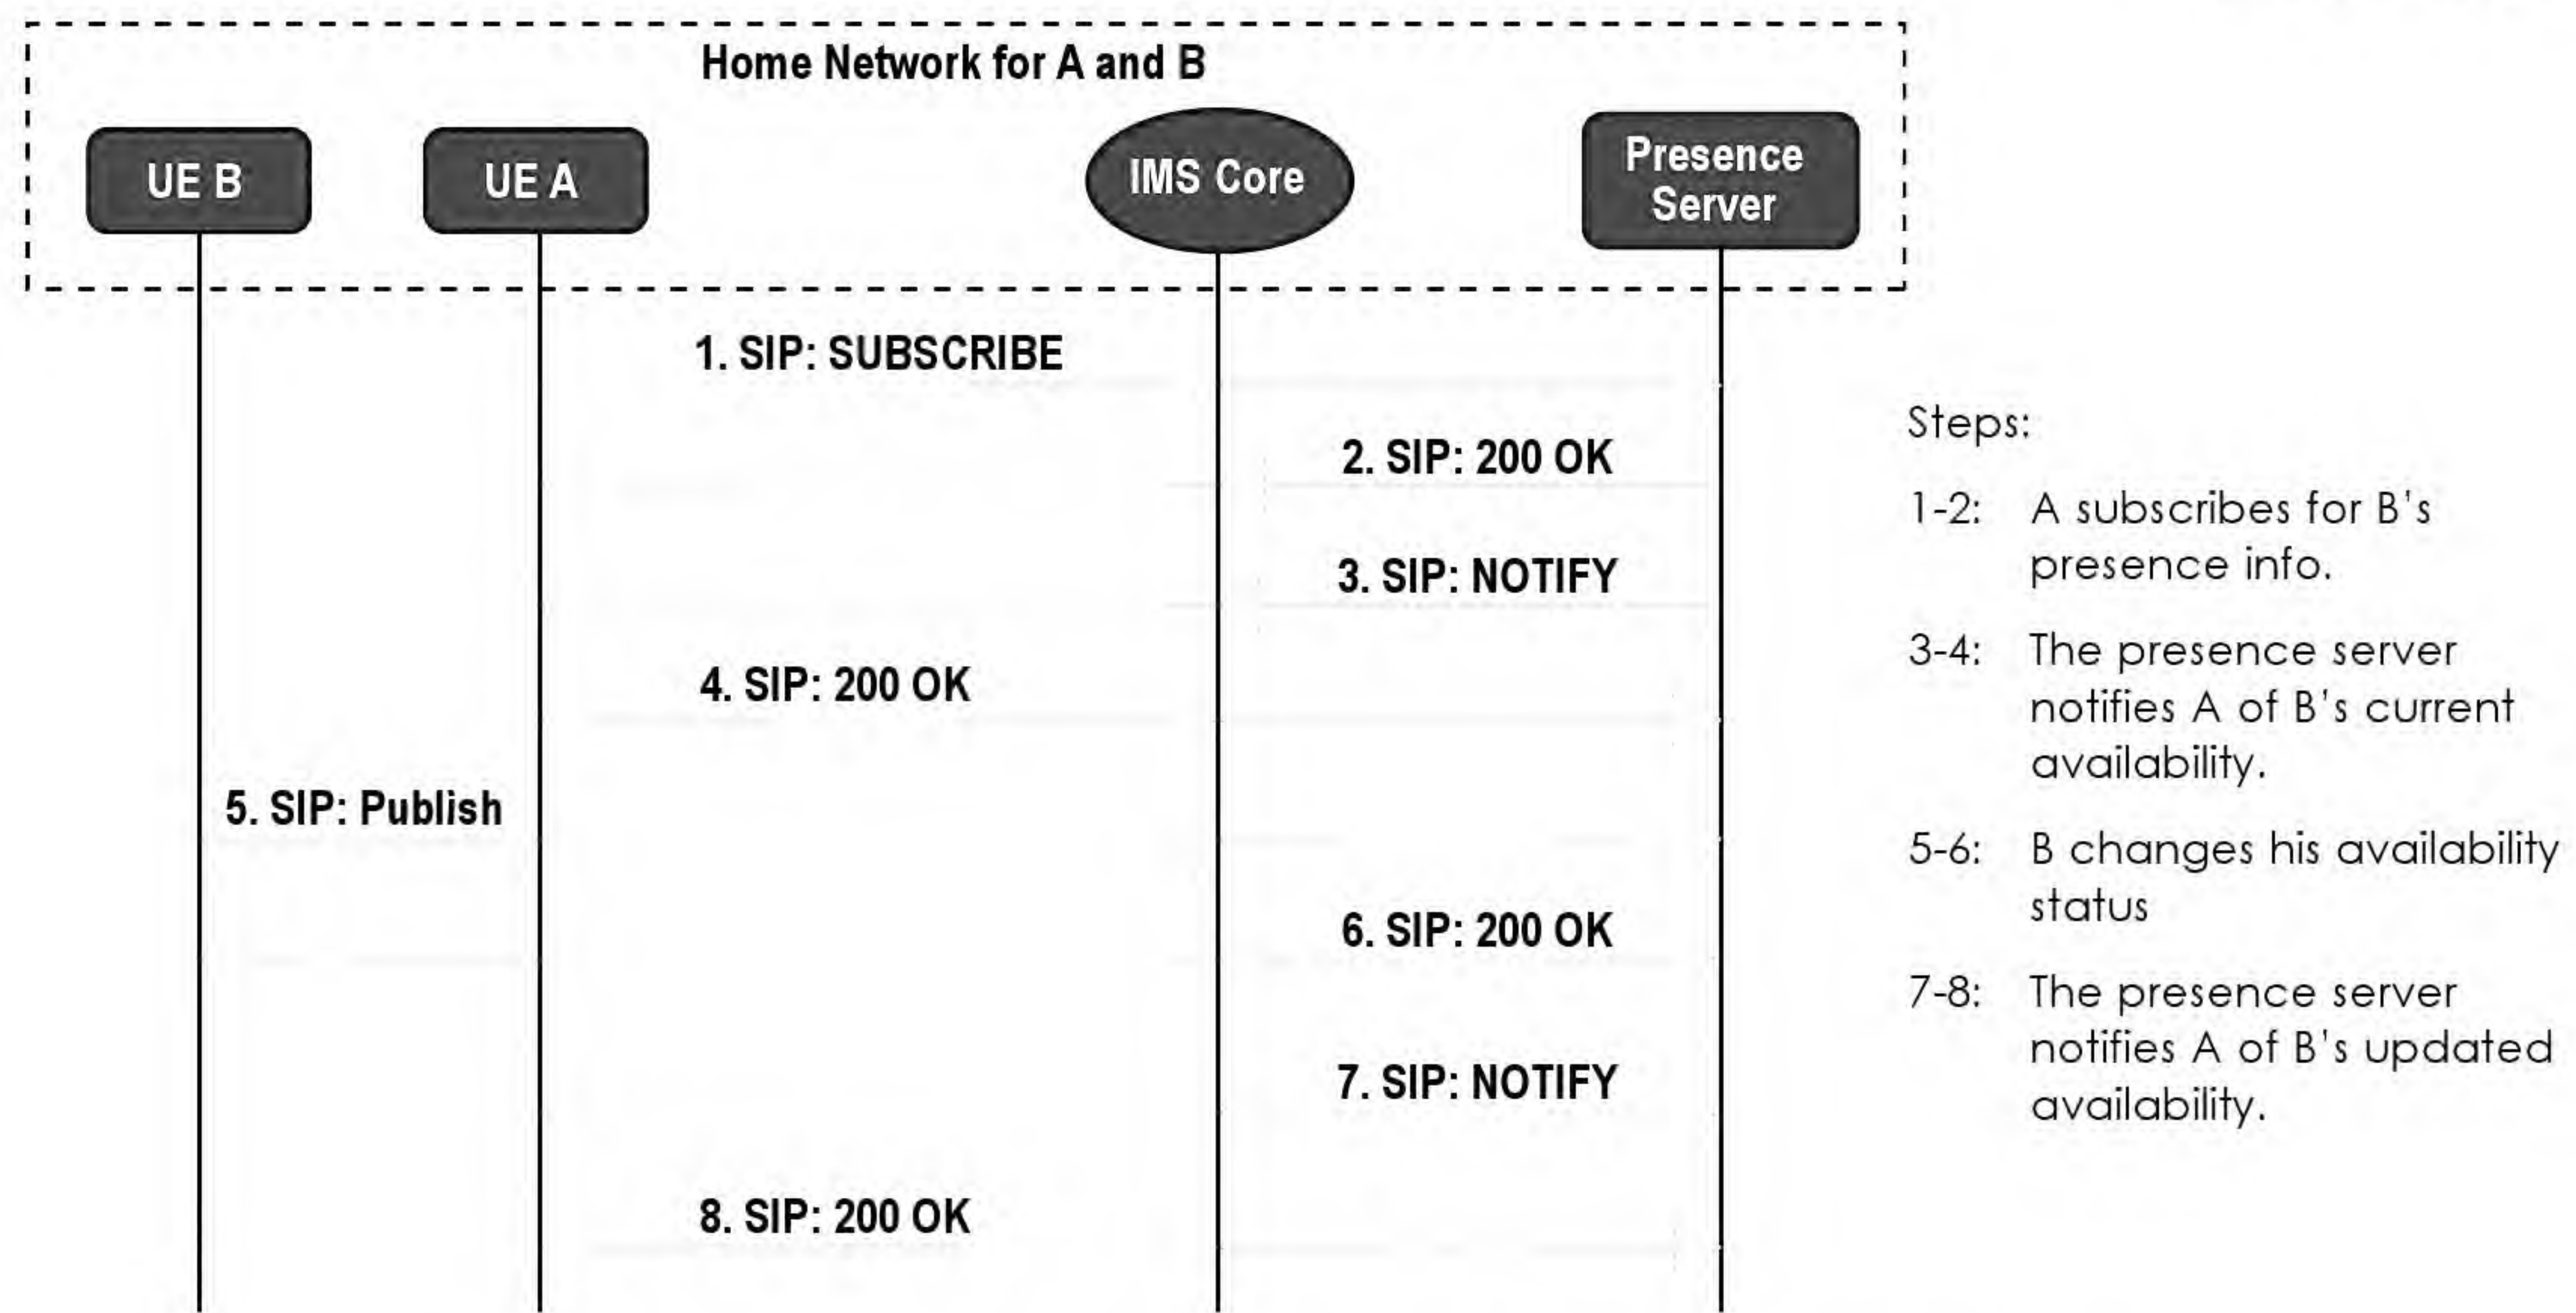 Home Network for A and B
UE B
UE A
IMS Core
Presence
Server
1. SIP: SUBSCRIBE
2. SIP: 200 OK
3. SIP: NOTIFY
4. SIP: 200 OK
5. SIP: Publish
6. SIP: 200 OK
7. SIP: NOTIFY
8. SIP: 200 OK
Steps:
1-2: A subscribes for B's
presence info.
3-4: The presence server
notifies A of B's current
availability.
5-6: B changes his availability
status
7-8: The presence server
notifies A of B's updated
availability.